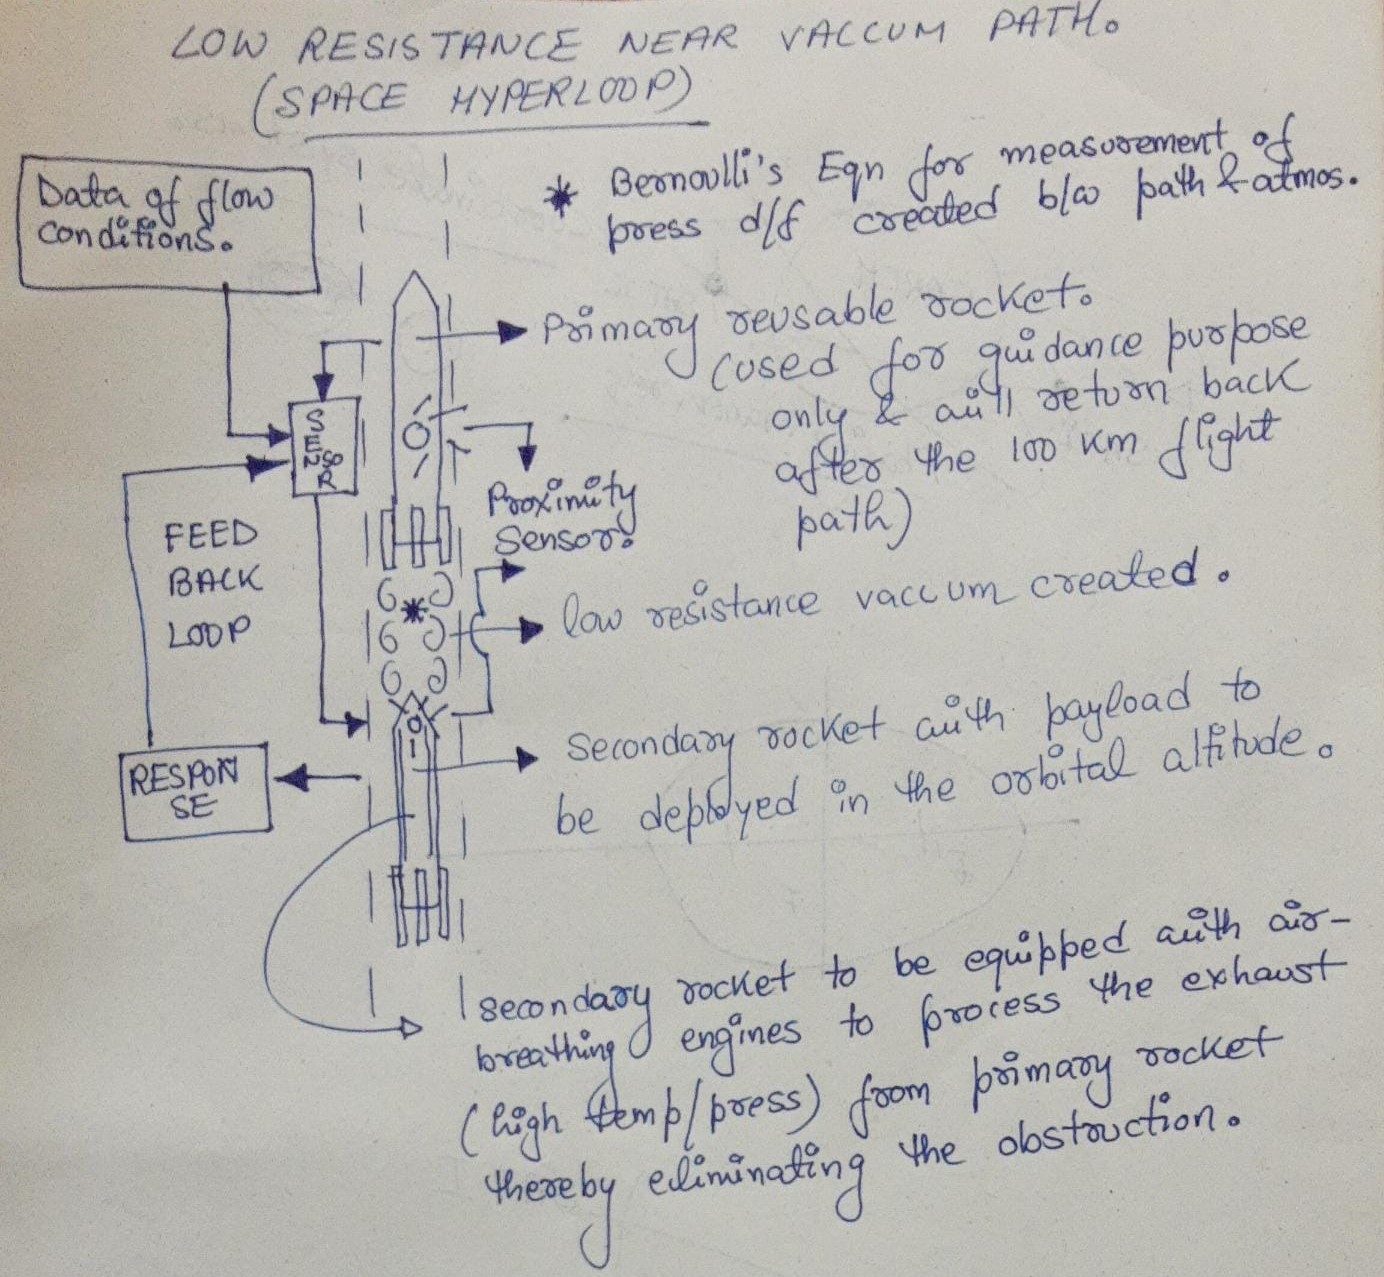 LOW RESISTANCE NEAR VACCUM PATH.
(SPACE HYPERLOOP)
Data of flow
conditions.
* Bernoulli's Eqn for measurement of
press d/f created b/w path & atmos.
Primary reusable rocket.
(used for guidance purpose
only & will return back
after the 100 km flight
path)
SENSOR
Proximity
Sensor.
FEED
BACK
LOOP
*
low resistance vaccum created.
secondary rocket with payload to
be deployed in the orbital altitude.
RESPON
SE
secondary rocket to be equipped with air-
breathing engines to process the exhaust
(high temp/press) from primary rocket
thereby eliminating the obstruction.